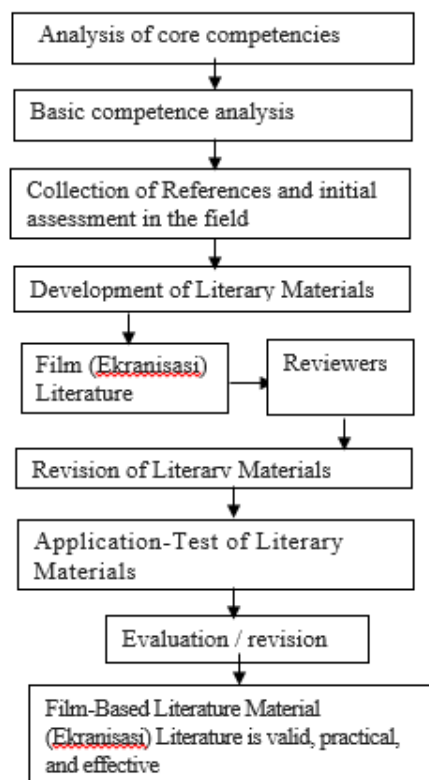 Analysis of core competencies
Basic competence analysis
Collection of References and initial
assessment in the field
Development of Literary Materials
Film (Ekranisasi)
Literature
Reviewers
Revision of Literary Materials
Application-Test of Literary
Materials
Evaluation / revision
Film-Based Literature Material
(Ekranisasi) Literature is valid, practical,
and effective